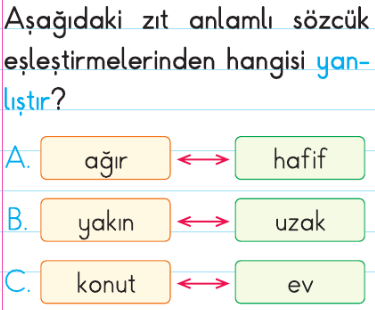 Aşağıdaki zıt anlamlı sözcük
eşleştirmelerinden hangisi yan-
lıştır?
A. ağır hafif
B. yakın uzak
C. konut ev